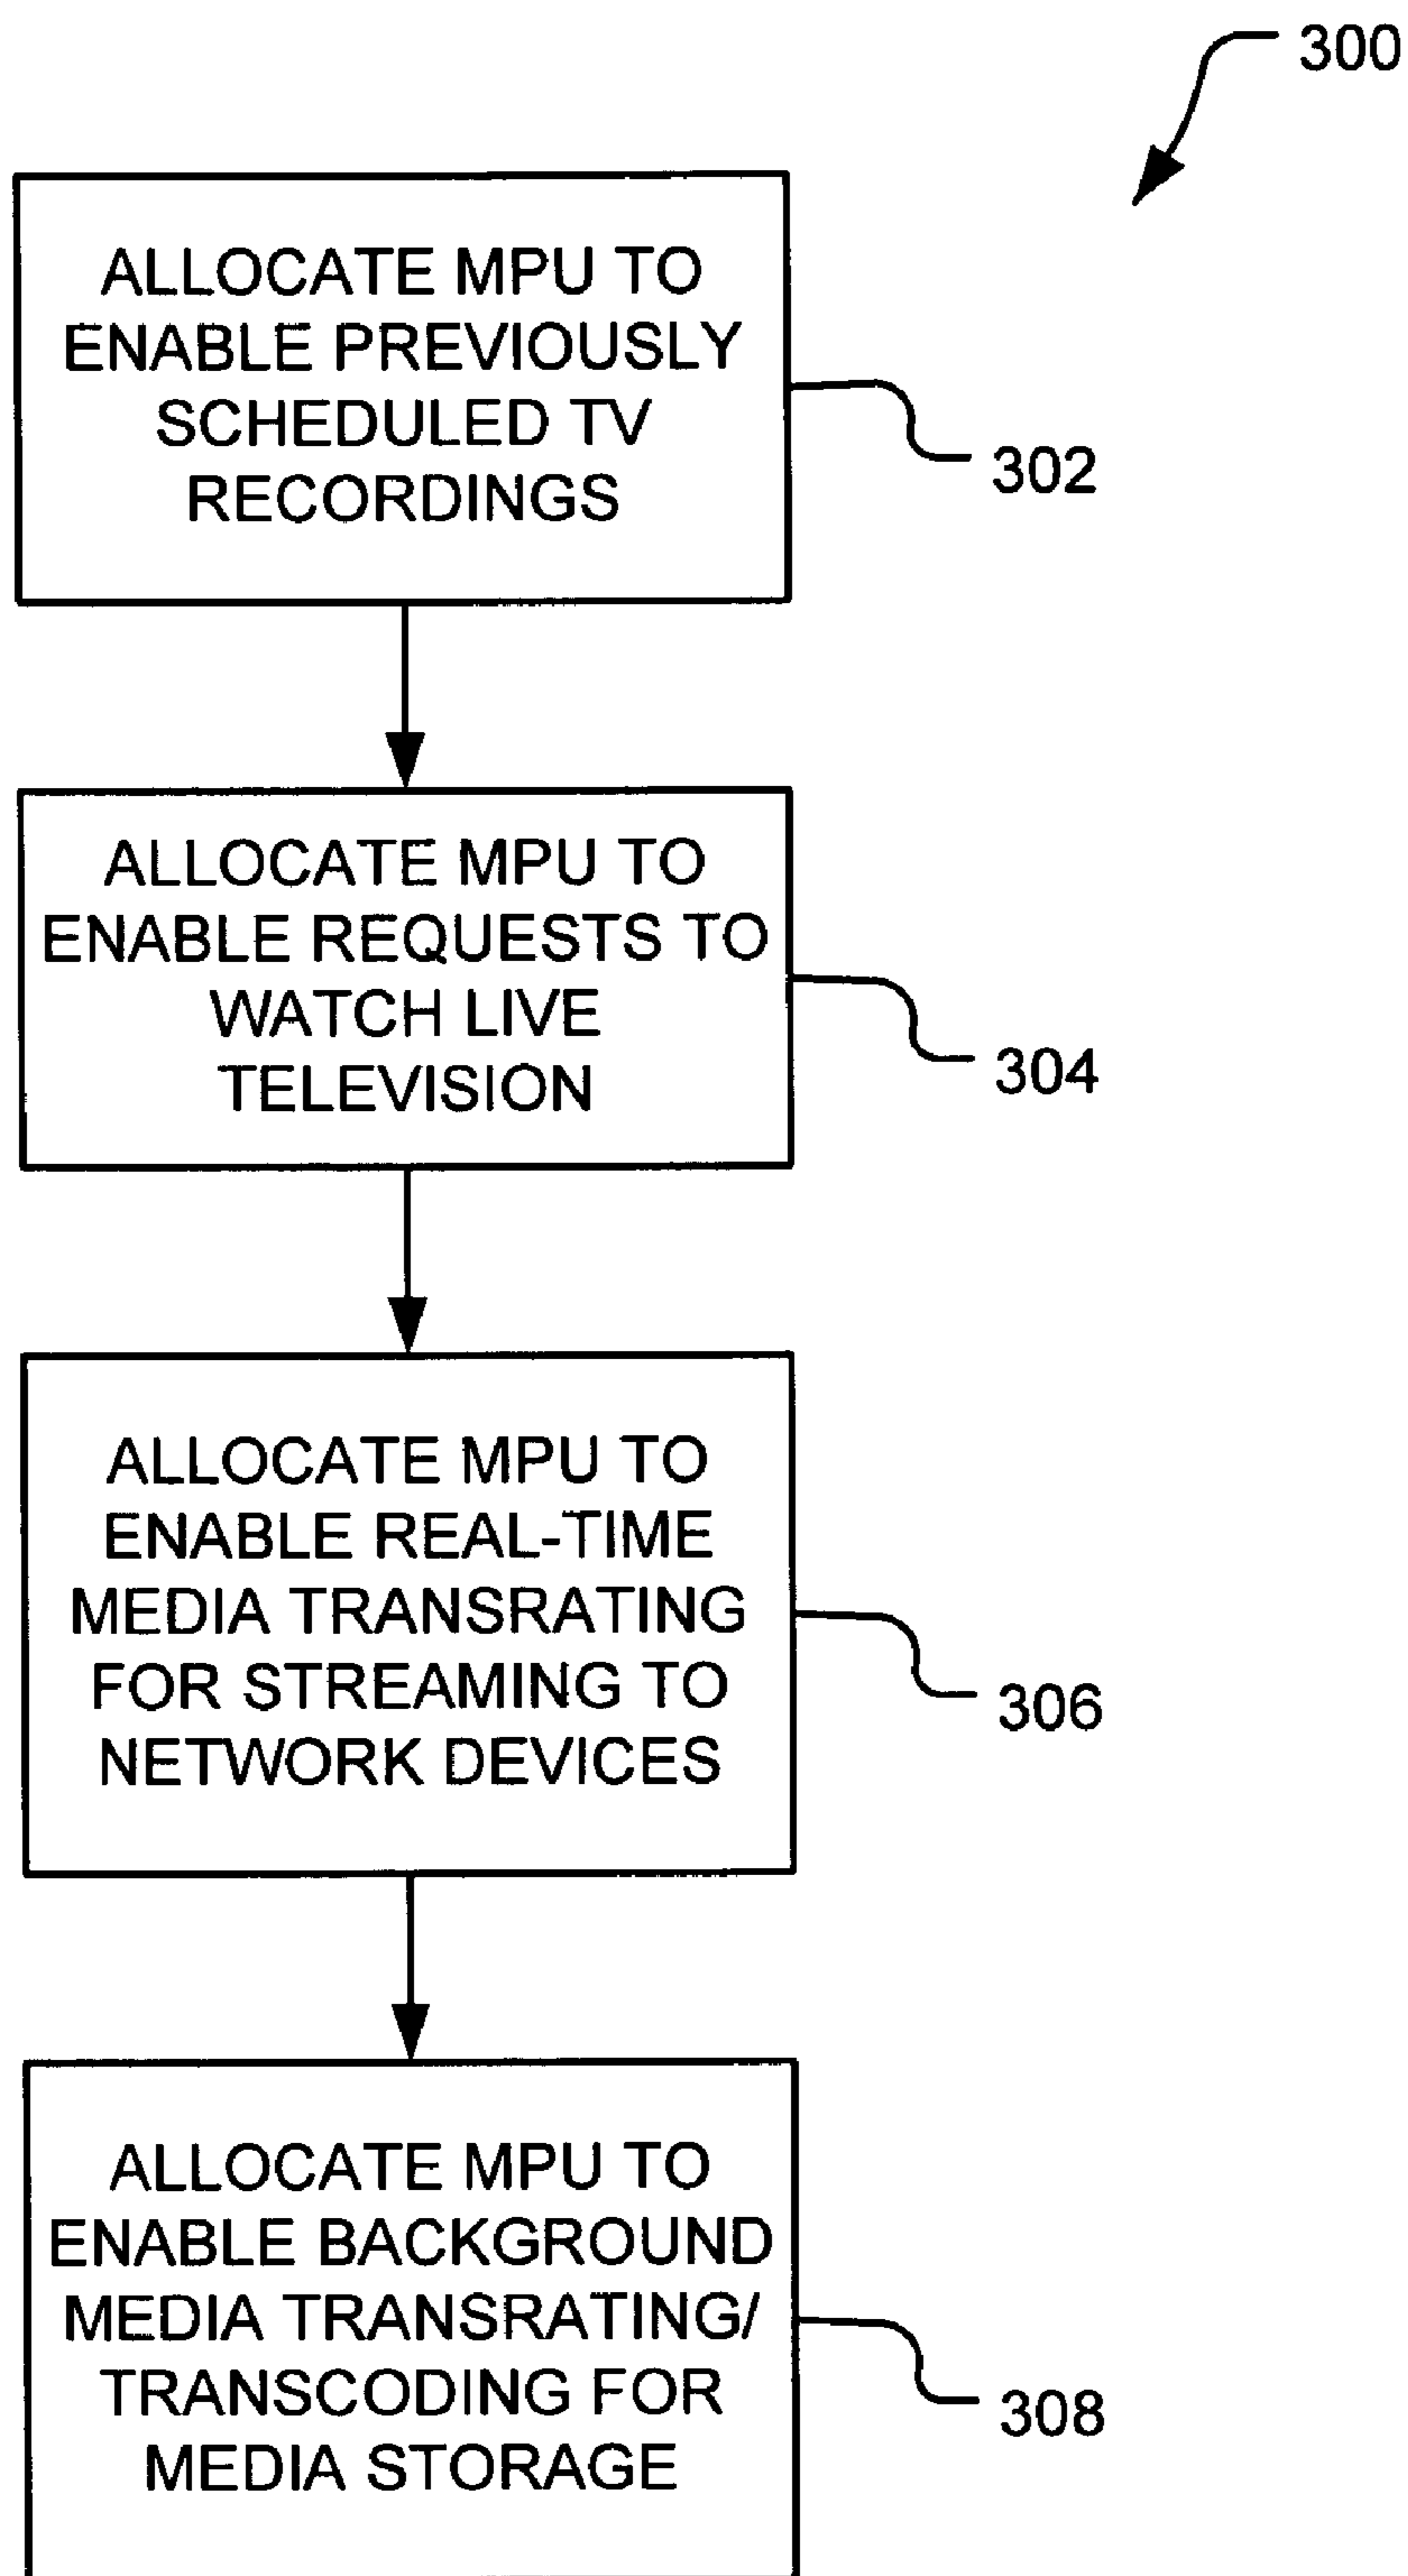 300
ALLOCATE MPU TO
ENABLE PREVIOUSLY
SCHEDULED TV
RECORDINGS
302
ALLOCATE MPU TO
ENABLE REQUESTS TO
WATCH LIVE
TELEVISION
304
ALLOCATE MPU TO
ENABLE REAL-TIME
MEDIA TRANSRATING
FOR STREAMING TO
NETWORK DEVICES
306
ALLOCATE MPU TO
ENABLE BACKGROUND
MEDIA TRANSRATING/
TRANSCODING FOR
MEDIA STORAGE
308